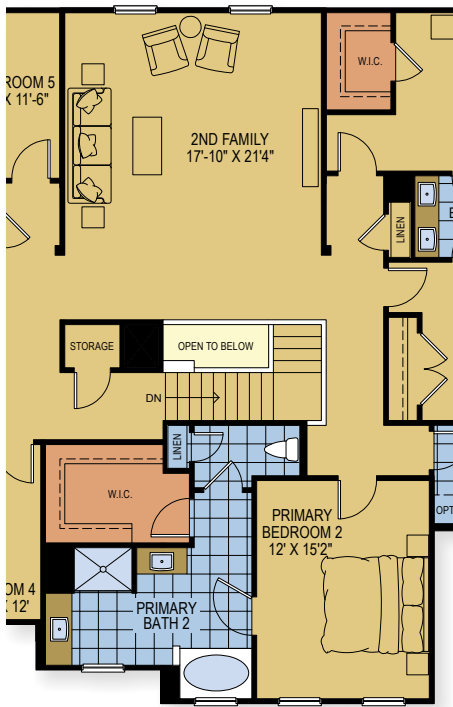 ROOM 5
X 11'-6"
W.I.C.
2ND FAMILY
17'-10" X 21'4"
LINEN
STORAGE
OPEN TO BELOW
DN
LINEN
W.I.C.
PRIMARY
BEDROOM 2
12' X 15'2"
OPT
OM 4
X 12'
PRIMARY
BATH 2